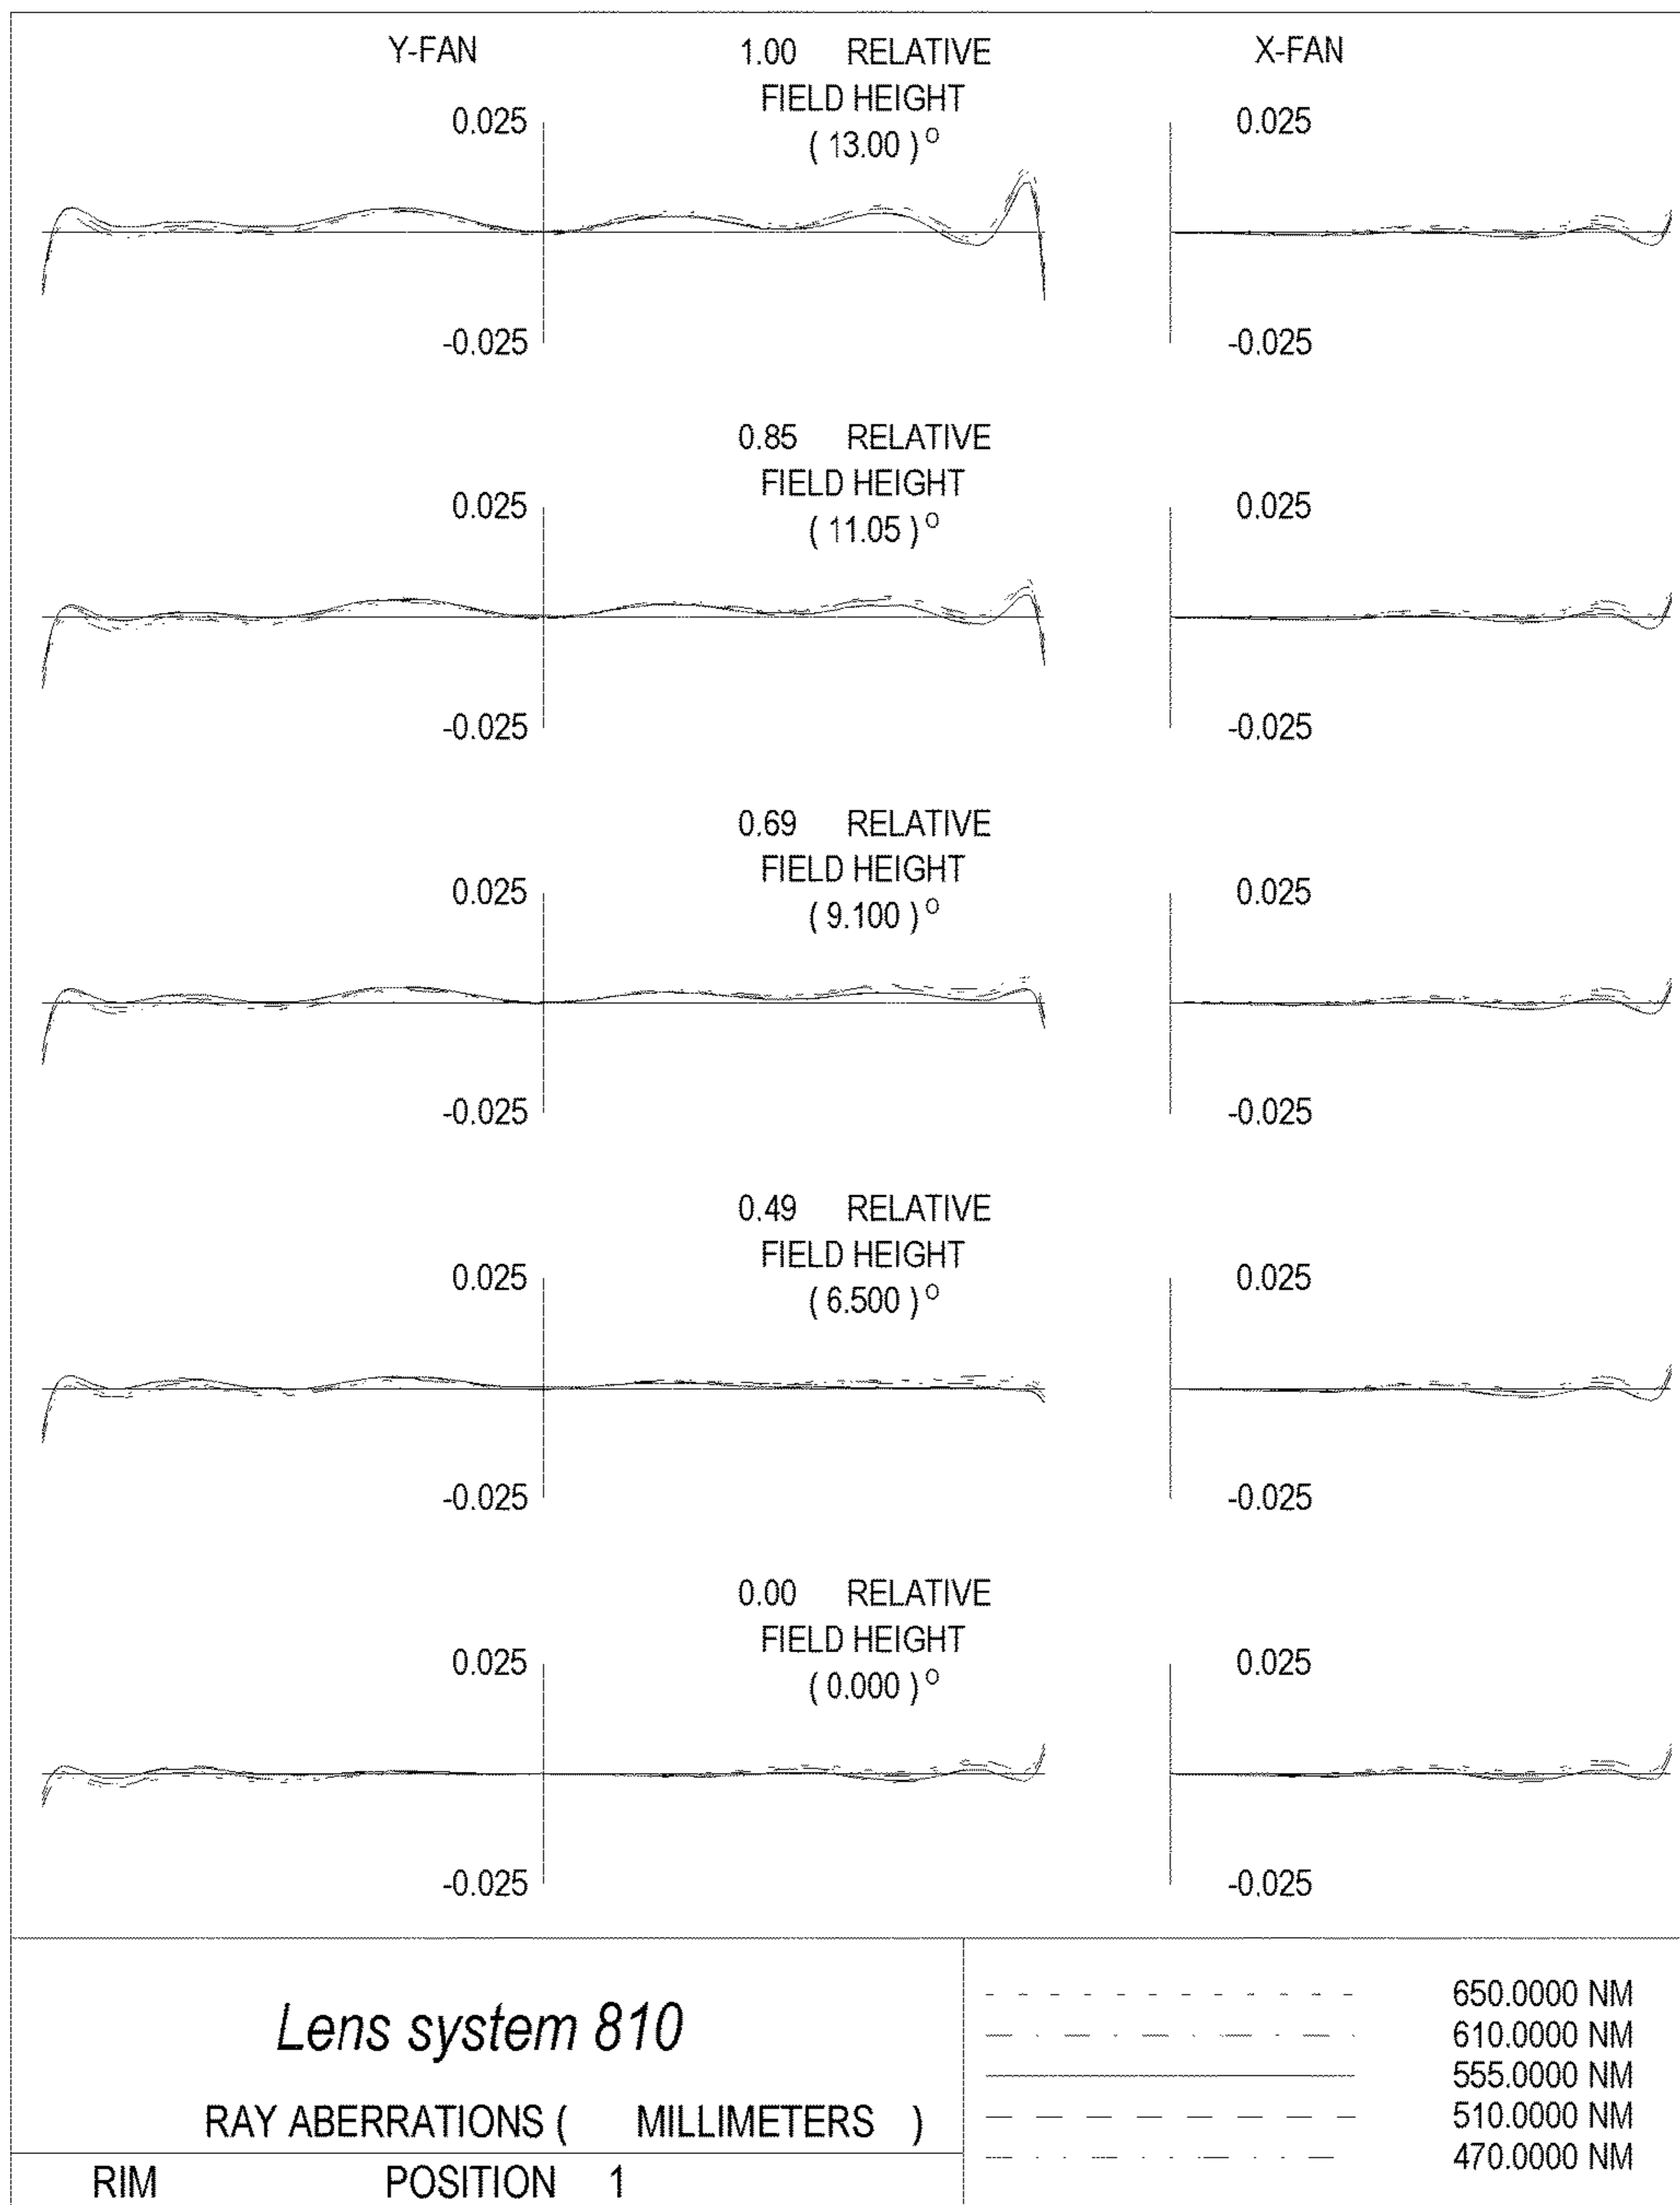 Y-FAN 1.00 RELATIVE X-FAN
FIELD HEIGHT
0.025 ( 13.00 ) O 0.025
-0.025 -0.025
0.85 RELATIVE
FIELD HEIGHT
0.025 ( 11.05 ) O 0.025
-0.025 -0.025
0.69 RELATIVE
FIELD HEIGHT
0.025 ( 9.100 ) O 0.025
-0.025 -0.025
0.49 RELATIVE
FIELD HEIGHT
0.025 ( 6.500 ) O 0.025
-0.025 -0.025
0.00 RELATIVE
FIELD HEIGHT
0.025 ( 0.000 ) O 0.025
-0.025 -0.025
Lens system 810
RAY ABERRATIONS ( MILLIMETERS )
RIM POSITION 1
650.0000 NM
610.0000 NM
555.0000 NM
510.0000 NM
470.0000 NM